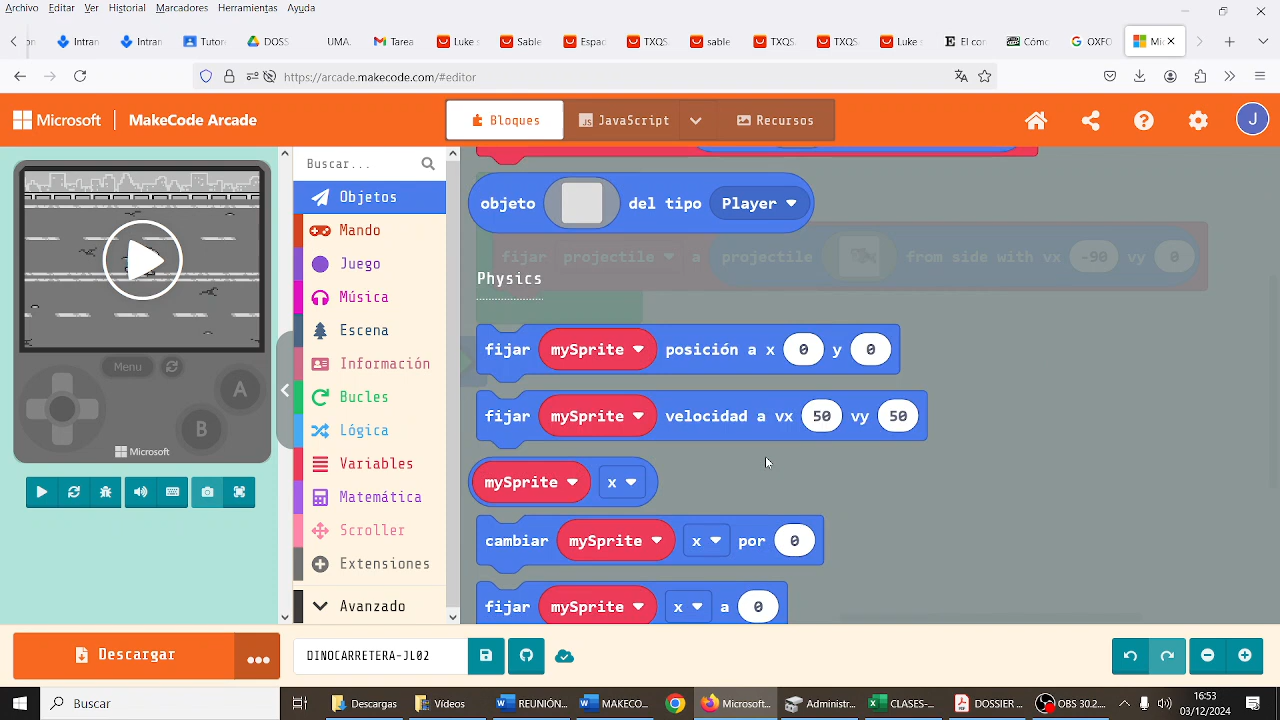 Archivo Editar Ver Historial Marcadores Herramientas Ayuda
Intran Intran Tutor DOSS UMA. Tarea Luke s Sable Espac TXQS sable TXQS TXQS Luke s El cor Cómo OXFO Mic
https://arcade.makecode.com/#editor
Microsoft MakeCode Arcade Bloques JS JavaScript Recursos J
Buscar...
Objetos
Mando
Juego
Música
Escena
Información
Bucles
Lógica
Variables
Matemática
Scroller
Extensiones
Avanzado
Menu
A
B
Microsoft
objeto del tipo Player
fijar projectile a projectile from side with vx -90 vy 0
Physics
fijar mySprite posición a x 0 y 0
fijar mySprite velocidad a vx 50 vy 50
mySprite x
cambiar mySprite x por 0
fijar mySprite x a 0
Descargar DINOCARRETERA-JL02
Buscar Descargas Vídeos REUNIÓN... MAKECO... Microsoft... Administr... CLASES-... DOSSIER ... OBS 30.2... 16:53
03/12/2024